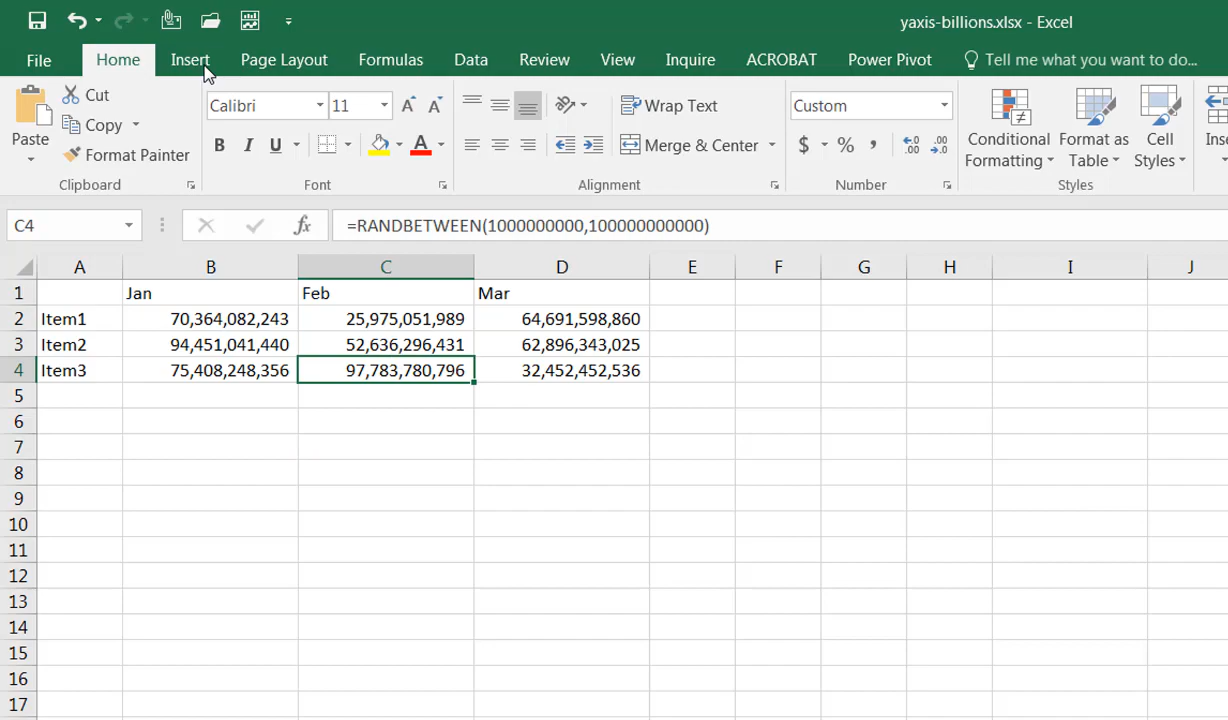 yaxis-billions.xlsx - Excel
File Home Insert Page Layout Formulas Data Review View Inquire ACROBAT Power Pivot Tell me what you want to do...
Paste
Cut
Copy
Format Painter
Clipboard
Calibri 11
B I U A
Font
Wrap Text
Merge & Center
Alignment
Custom
$ % , .00 .0
Number
Conditional Formatting
Format as Table
Cell Styles
Styles
C4 fx =RANDBETWEEN(1000000000,100000000000)
A B C D E F G H I J
1 Jan Feb Mar
2 Item1 70,364,082,243 25,975,051,989 64,691,598,860
3 Item2 94,451,041,440 52,636,296,431 62,896,343,025
4 Item3 75,408,248,356 97,783,780,796 32,452,452,536
5
6
7
8
9
10
11
12
13
14
15
16
17